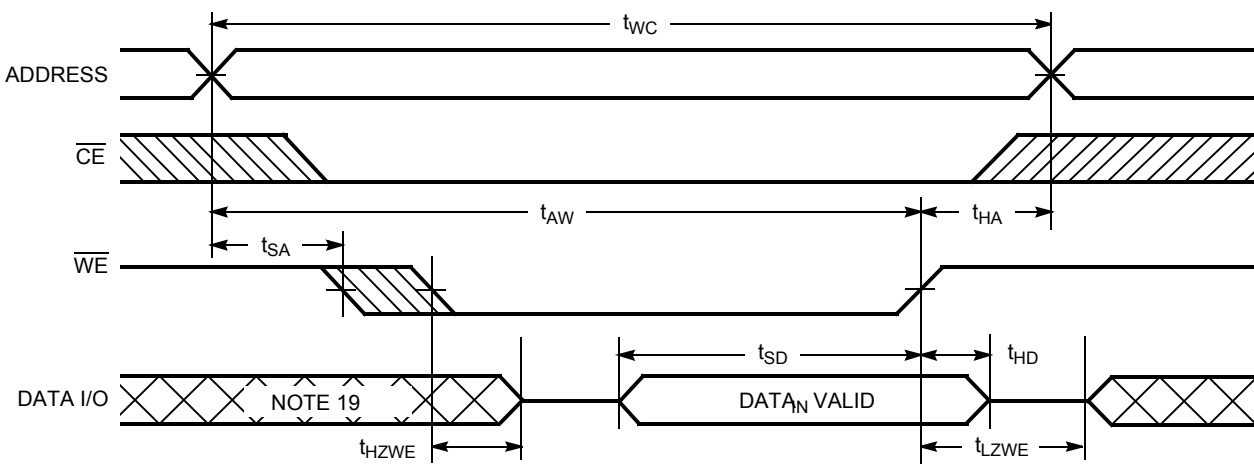 tWC
ADDRESS
CE
tAW
tHA
tSA
WE
tSD
tHD
DATA I/O
NOTE 19
DATAIN VALID
tHZWE
tLZWE